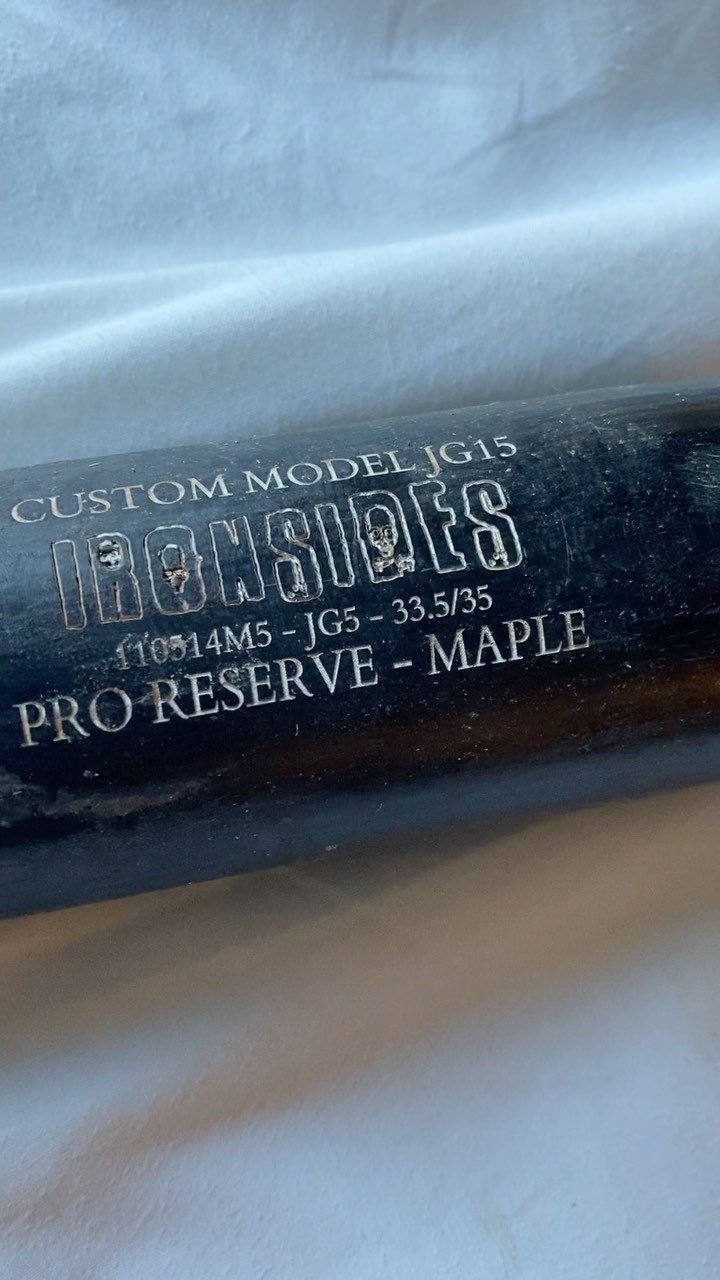 CUSTOM MODEL JG15
IRONSIDES
110514M5 - JG5 - 33.5/35
PRO RESERVE - MAPLE